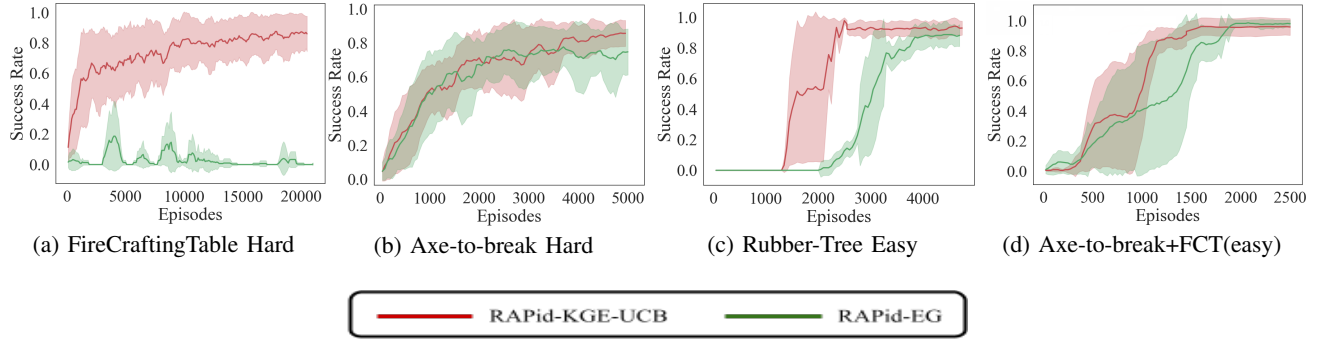 1.0
0.8
0.6
0.4
0.2
0.0
Success Rate
0 5000 10000 15000 20000
Episodes
(a) FireCraftingTable Hard
1.0
0.8
0.6
0.4
0.2
0.0
Success Rate
0 1000 2000 3000 4000 5000
Episodes
(b) Axe-to-break Hard
1.0
0.8
0.6
0.4
0.2
0.0
Success Rate
0 1000 2000 3000 4000
Episodes
(c) Rubber-Tree Easy
1.0
0.8
0.6
0.4
0.2
0.0
Success Rate
0 500 1000 1500 2000 2500
Episodes
(d) Axe-to-break+FCT(easy)
RAPid-KGE-UCB RAPid-EG